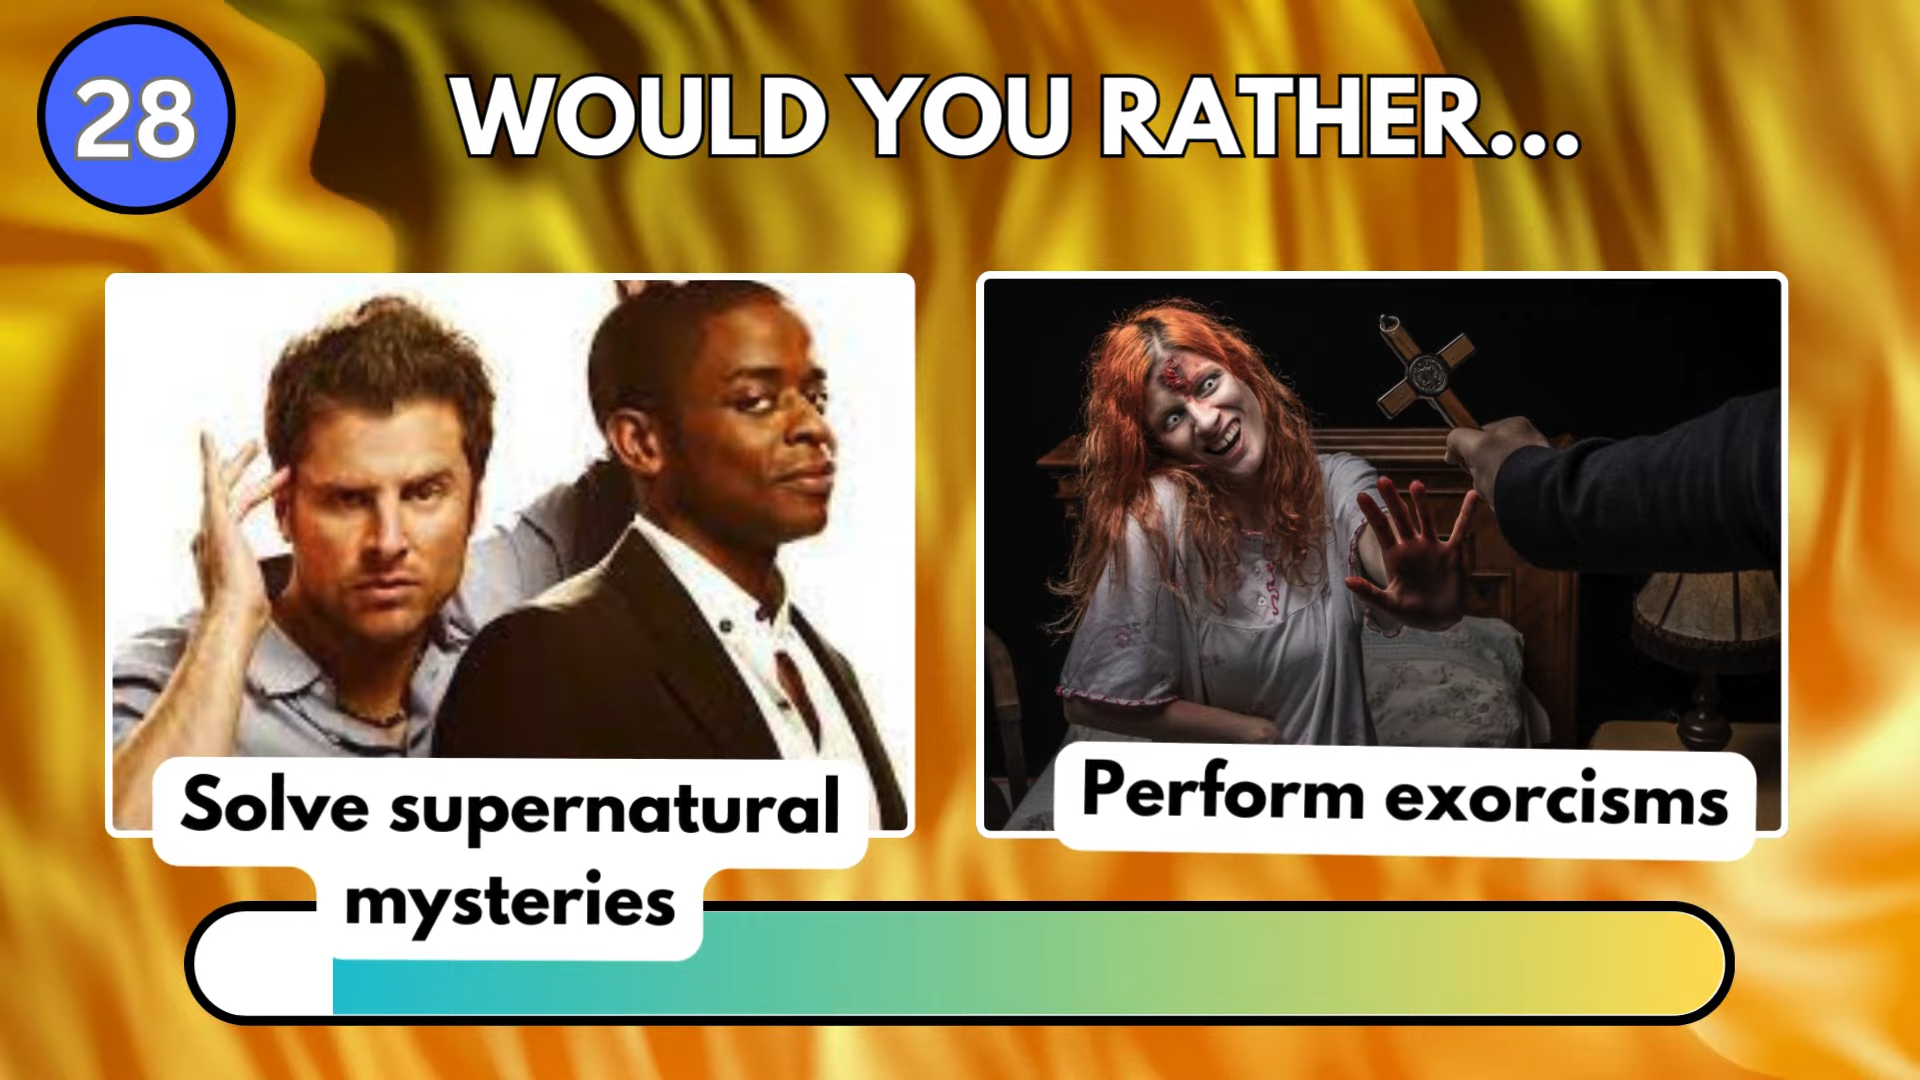 28
WOULD YOU RATHER...
Solve supernatural
mysteries
Perform exorcisms